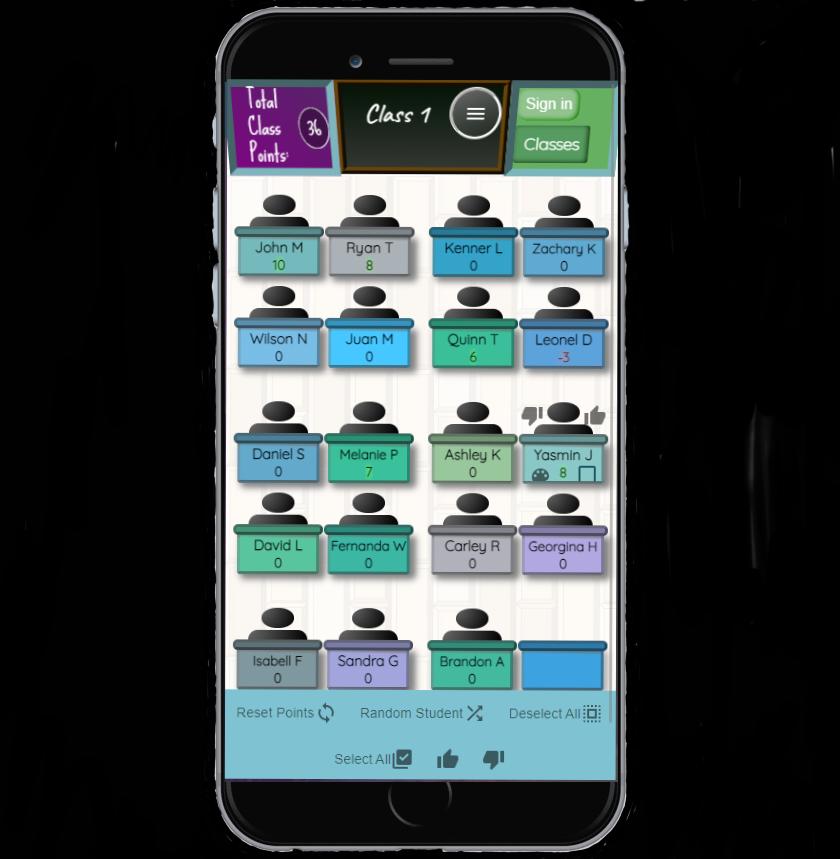 Total
Class
Points:
36
Class 1
Sign in
Classes
John M
10
Ryan T
8
Kenner L
0
Zachary K
0
Wilson N
0
Juan M
0
Quinn T
6
Leonel D
-3
Daniel S
0
Melanie P
7
Ashley K
0
Yasmin J
8
David L
0
Fernanda W
0
Carley R
0
Georgina H
0
Isabell F
0
Sandra G
0
Brandon A
0
Reset Points
Random Student
Deselect All
Select All